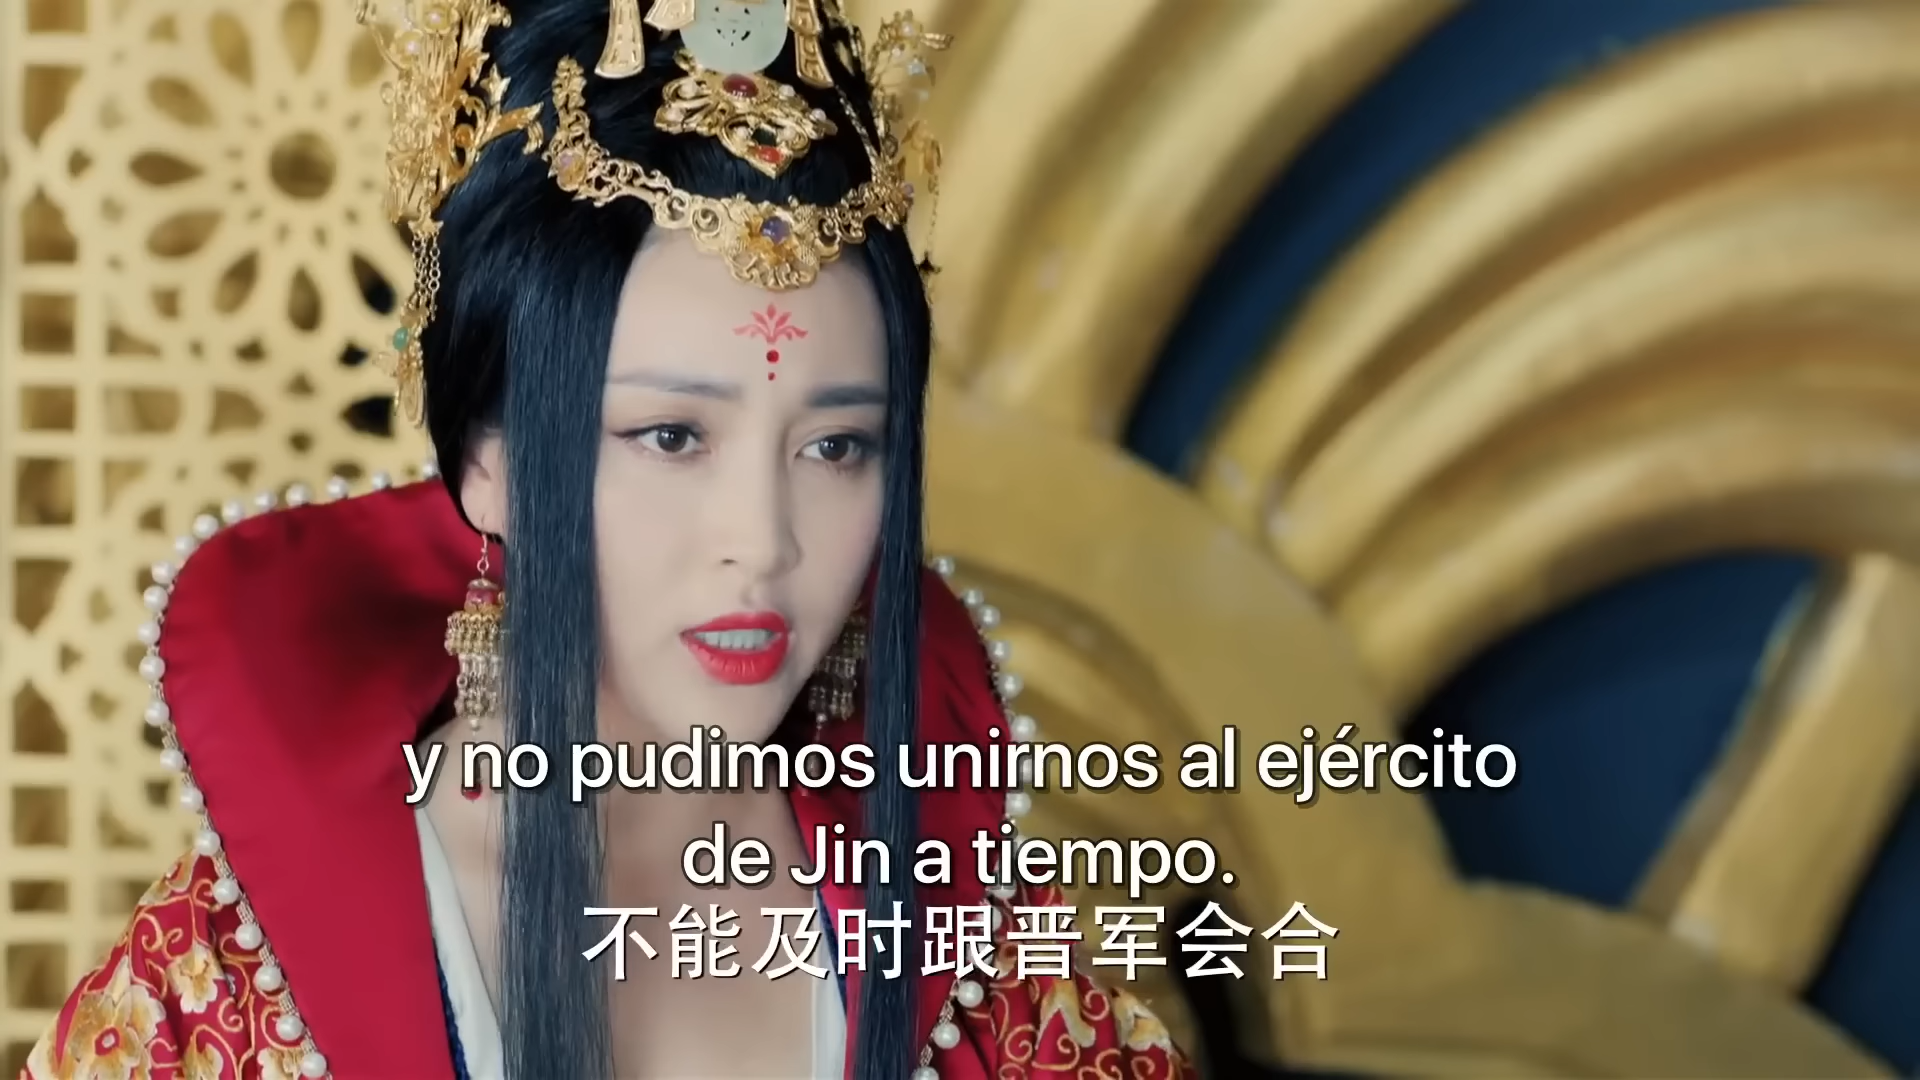 y no pudimos unirnos al ejército
de Jin a tiempo.
不能及时跟晋军会合